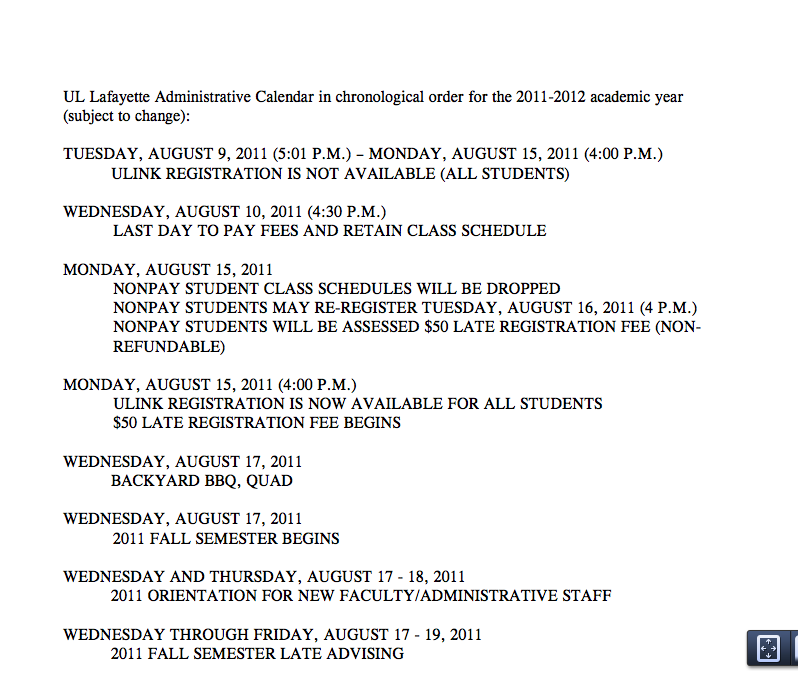 UL Lafayette Administrative Calendar in chronological order for the 2011-2012 academic year
(subject to change):
TUESDAY, AUGUST 9, 2011 (5:01 P.M.) – MONDAY, AUGUST 15, 2011 (4:00 P.M.)
ULINK REGISTRATION IS NOT AVAILABLE (ALL STUDENTS)
WEDNESDAY, AUGUST 10, 2011 (4:30 P.M.)
LAST DAY TO PAY FEES AND RETAIN CLASS SCHEDULE
MONDAY, AUGUST 15, 2011
NONPAY STUDENT CLASS SCHEDULES WILL BE DROPPED
NONPAY STUDENTS MAY RE-REGISTER TUESDAY, AUGUST 16, 2011 (4 P.M.)
NONPAY STUDENTS WILL BE ASSESSED $50 LATE REGISTRATION FEE (NON-
REFUNDABLE)
MONDAY, AUGUST 15, 2011 (4:00 P.M.)
ULINK REGISTRATION IS NOW AVAILABLE FOR ALL STUDENTS
$50 LATE REGISTRATION FEE BEGINS
WEDNESDAY, AUGUST 17, 2011
BACKYARD BBQ, QUAD
WEDNESDAY, AUGUST 17, 2011
2011 FALL SEMESTER BEGINS
WEDNESDAY AND THURSDAY, AUGUST 17 - 18, 2011
2011 ORIENTATION FOR NEW FACULTY/ADMINISTRATIVE STAFF
WEDNESDAY THROUGH FRIDAY, AUGUST 17 - 19, 2011
2011 FALL SEMESTER LATE ADVISING